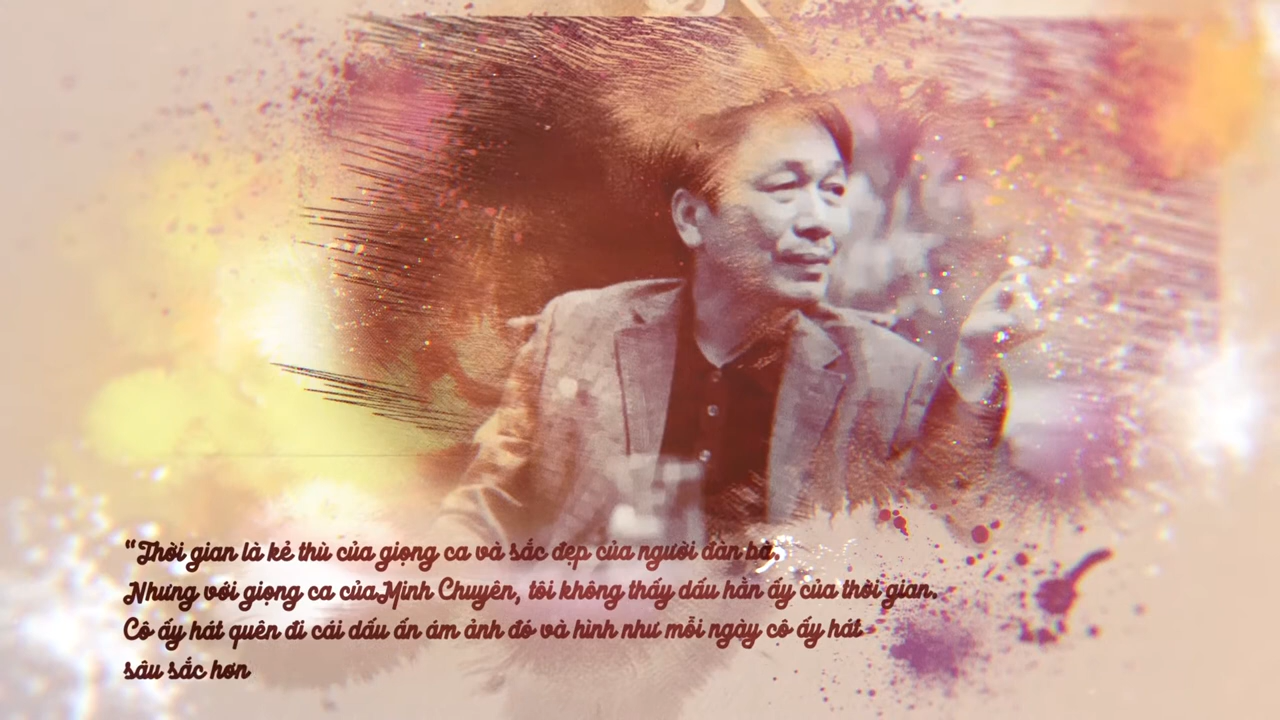 “Thời gian là kẻ thù của giọng ca và sắc đẹp của người đàn bà.
Nhưng với giọng ca củaMinh Chuyên, tôi không thấy dấu hằn ấy của thời gian.
Cô ấy hát quên đi cái dấu ấn ám ảnh đó và hình như mỗi ngày cô ấy hát
sâu sắc hơn